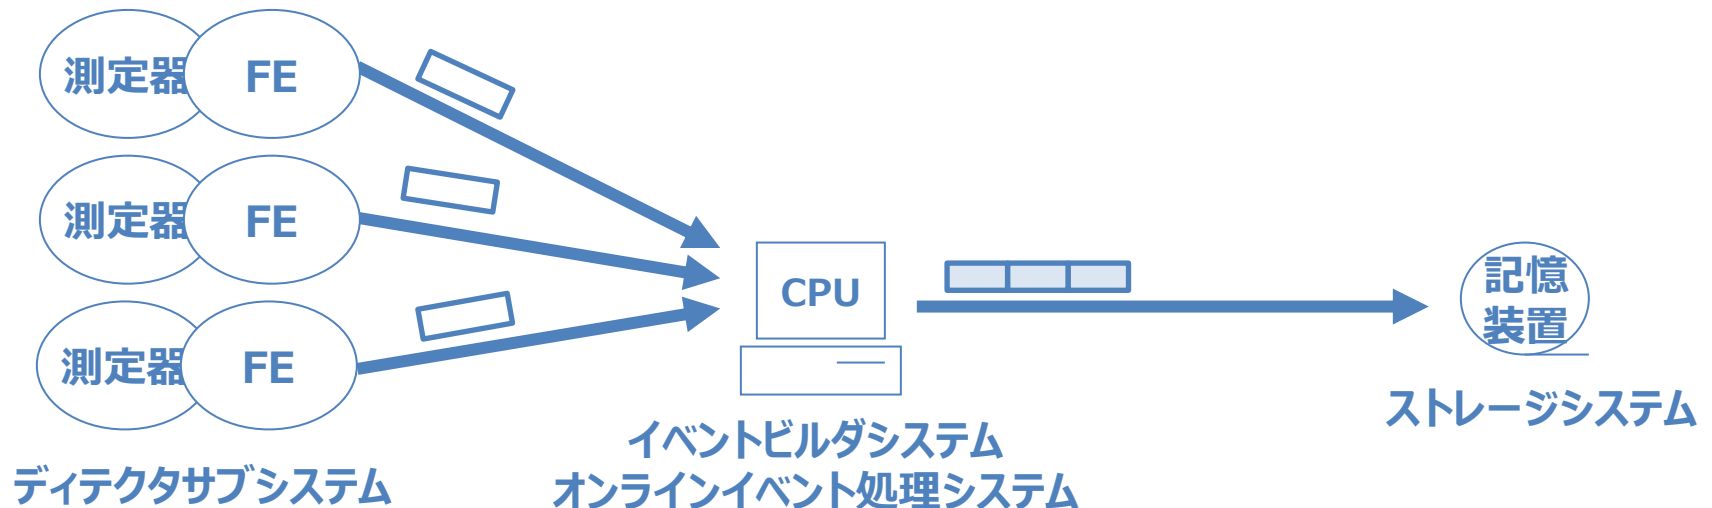 測定器 FE
測定器 FE
測定器 FE
CPU
記憶
装置
ストレージシステム
イベントビルダシステム
オンラインイベント処理システム
ディテクタサブシステム